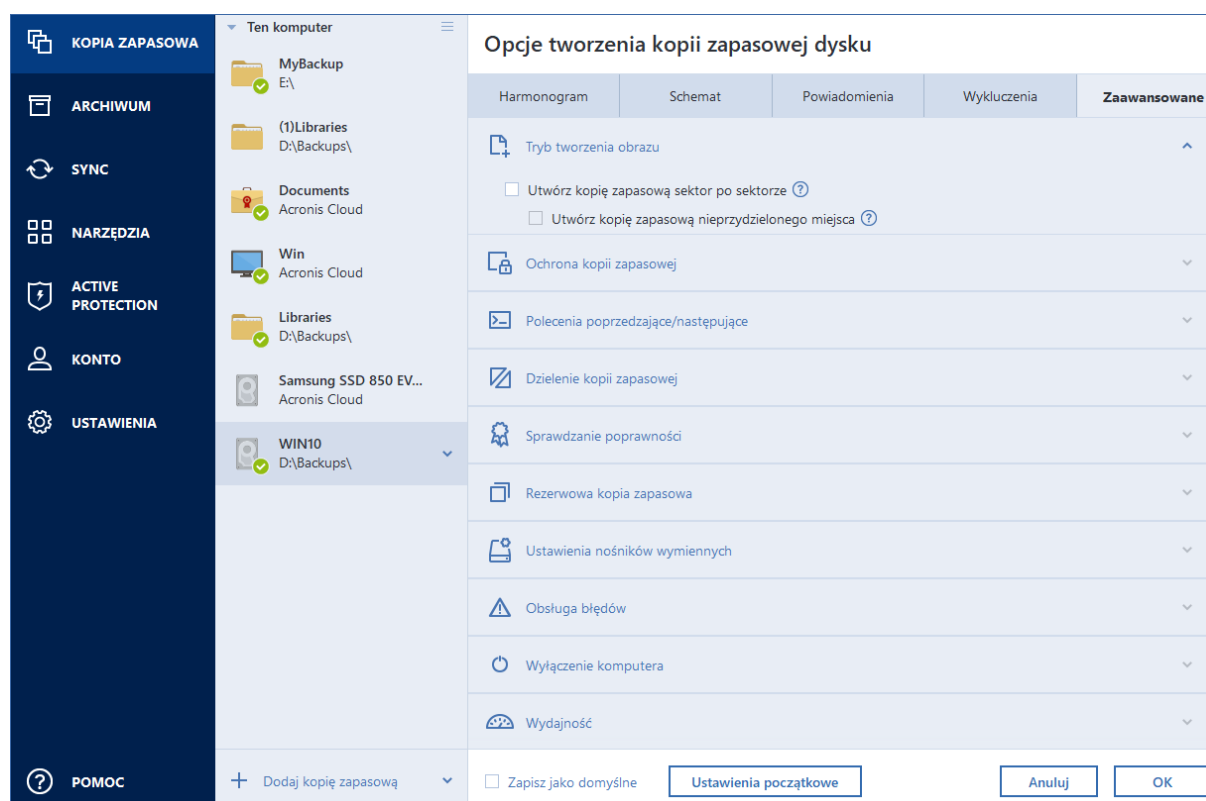 KOPIA ZAPASOWA
ARCHIWUM
SYNC
NARZĘDZIA
ACTIVE
PROTECTION
KONTO
USTAWIENIA
POMOC
Ten komputer
MyBackup
E:\
(1)Libraries
D:\Backups\
Documents
Acronis Cloud
Win
Acronis Cloud
Libraries
D:\Backups\
Samsung SSD 850 EV...
Acronis Cloud
WIN10
D:\Backups\
Dodaj kopię zapasową
Opcje tworzenia kopii zapasowej dysku
Harmonogram Schemat Powiadomienia Wykluczenia Zaawansowane
Tryb tworzenia obrazu
Utwórz kopię zapasową sektor po sektorze ?
Utwórz kopię zapasową nieprzydzielonego miejsca ?
Ochrona kopii zapasowej
Polecenia poprzedzające/następujące
Dzielenie kopii zapasowej
Sprawdzanie poprawności
Rezerwowa kopia zapasowa
Ustawienia nośników wymiennych
Obsługa błędów
Wyłączenie komputera
Wydajność
Zapisz jako domyślne Ustawienia początkowe Anuluj OK